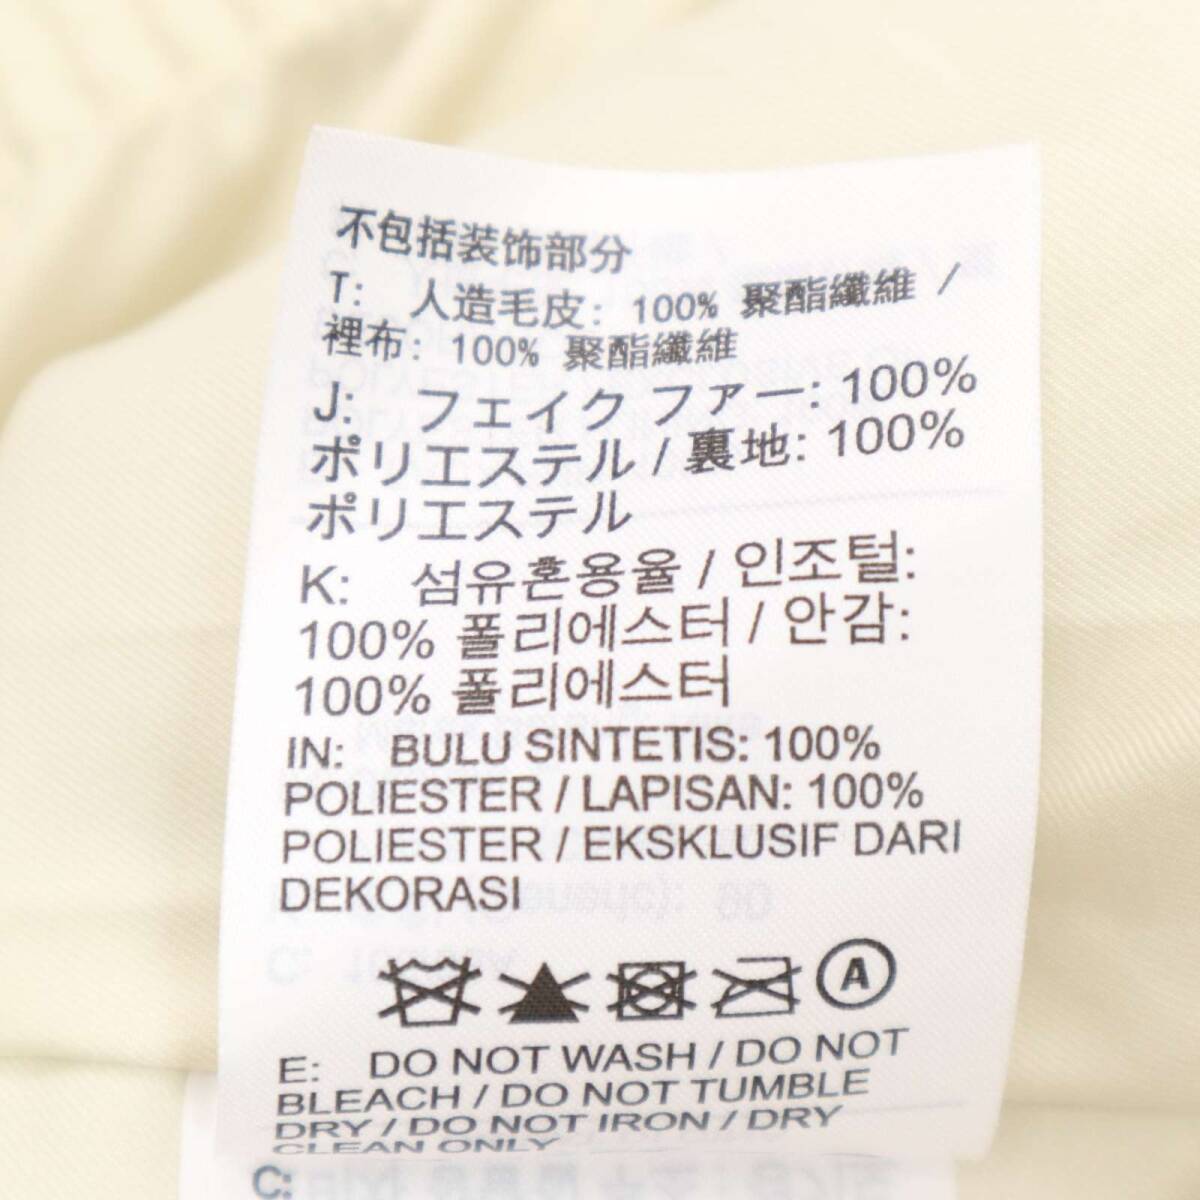 不包括装饰部分
T: 人造毛皮: 100% 聚酯纖維 /
裡布: 100% 聚酯纖維
J: フェイク ファー: 100%
ポリエステル / 裏地: 100%
ポリエステル
K: 섬유혼용율 / 인조털:
100% 폴리에스터 / 안감:
100% 폴리에스터
IN: BULU SINTETIS: 100%
POLIESTER / LAPISAN: 100%
POLIESTER / EKSKLUSIF DARI
DEKORASI
A
E: DO NOT WASH / DO NOT
BLEACH / DO NOT TUMBLE
DRY / DO NOT IRON / DRY
CLEAN ONLY
C: